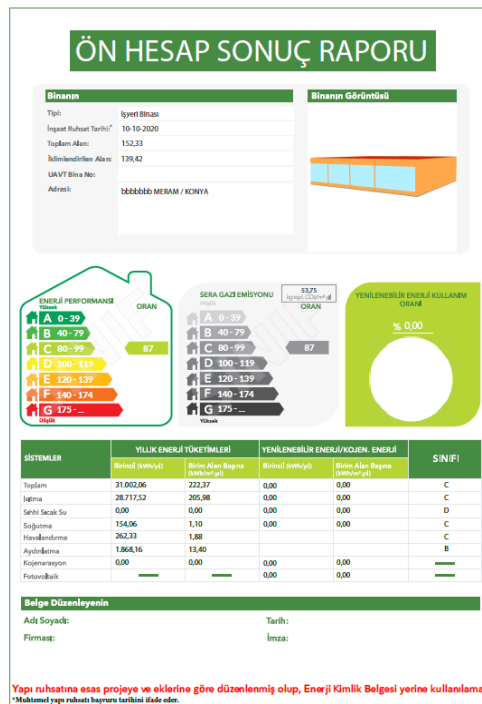 ÖN HESAP SONUÇ RAPORU
Binanın
Tipi: İşyeri Binası
İnşaat Ruhsat Tarihi:* 10-10-2020
Toplam Alan: 152,33
İklimlendirilen Alan: 139,42
UAVT Bina No:
Adresi: bbbbbbb MERAM / KONYA
Binanın Görüntüsü
ENERJİ PERFORMANSI
Yüksek
ORAN
A 0-39
B 40-79
C 80-99
87
D 100-119
E 120-139
F 140-174
G 175-...
Düşük
SERA GAZI EMİSYONU
Düşük
53,75
ORAN
A 0-39
B 40-79
C 80-99
87
D 100-119
E 120-139
F 140-174
G 175-...
Yüksek
YENİLENEBİLİR ENERJİ KULLANIM
ORANI
% 0,00
SİSTEMLER YILLIK ENERJİ TÜKETİMLERİ YENİLENEBİLİR ENERJİ/KOJEN. ENERJİ SINIFI
Birincil (kWh/yıl) Birim Alan Başına (kWh/m² yıl) Birincil (kWh/yıl) Birim Alan Başına (kWh/m² yıl)
Toplam 31.002,06 222,37 0,00 0,00 C
Isıtma 28.717,52 205,98 0,00 0,00 C
Sıhhi Sıcak Su 0,00 0,00 0,00 0,00 D
Soğutma 154,06 1,10 0,00 0,00 C
Havalandırma 262,33 1,88 C
Aydınlatma 1.868,16 13,40 B
Kojenarasyon 0,00 0,00 0,00 0,00
Fotovoltaik 0,00 0,00
Belge Düzenleyenin
Adı Soyadı:
Tarih:
Firması:
İmza:
Yapı ruhsatına esas projeye ve eklerine göre düzenlenmiş olup, Enerji Kimlik Belgesi yerine kullanılama
*Muhtemel yapı ruhsatı başvuru tarihini ifade eder.